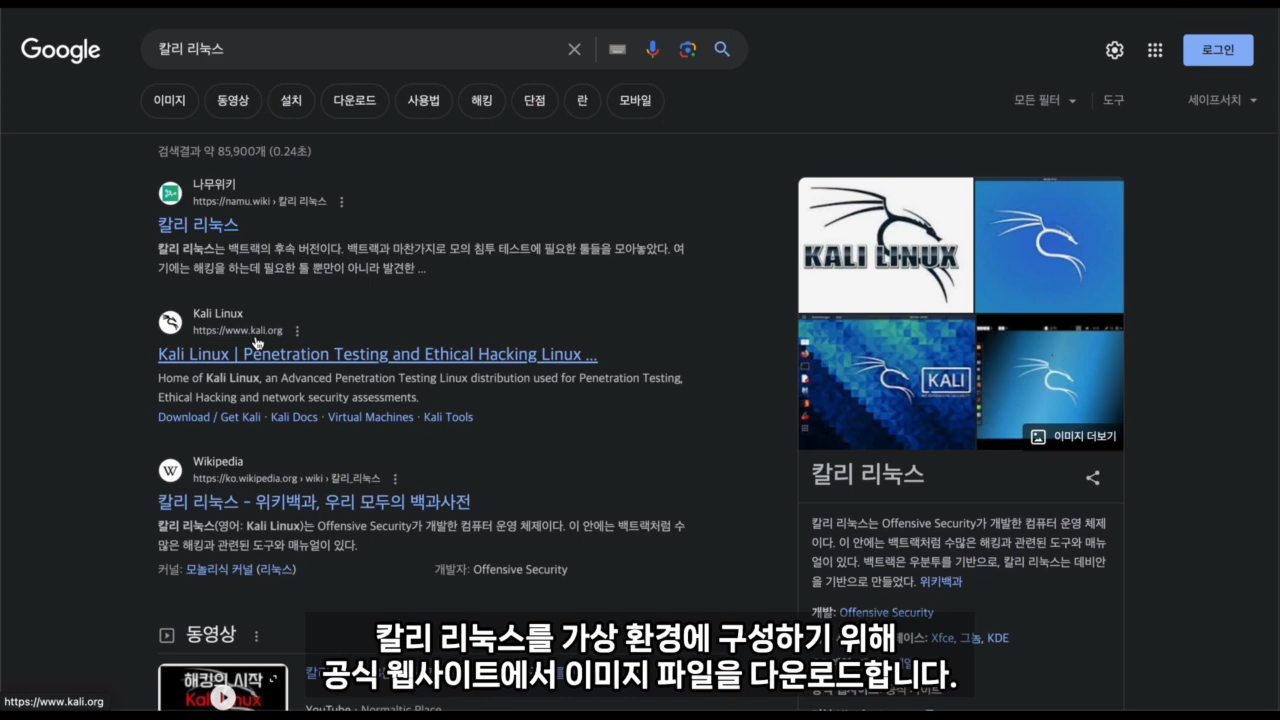 Google
칼리 리눅스
로그인
이미지
동영상
설치
다운로드
사용법
해킹
단점
란
모바일
모든 필터
도구
세이프서치
검색결과 약 85,900개 (0.24초)
나무위키
https://namu.wiki › 칼리 리눅스
칼리 리눅스
칼리 리눅스는 백트랙의 후속 버전이다. 백트랙과 마찬가지로 모의 침투 테스트에 필요한 툴들을 모아놓았다. 여
기에는 해킹을 하는데 필요한 툴 뿐만이 아니라 발견한 ...
Kali Linux
https://www.kali.org
Kali Linux | Penetration Testing and Ethical Hacking Linux ...
Home of Kali Linux, an Advanced Penetration Testing Linux distribution used for Penetration Testing,
Ethical Hacking and network security assessments.
Download / Get Kali · Kali Docs · Virtual Machines · Kali Tools
Wikipedia
https://ko.wikipedia.org › wiki › 칼리_리눅스
칼리 리눅스 - 위키백과, 우리 모두의 백과사전
칼리 리눅스(영어: Kali Linux)는 Offensive Security가 개발한 컴퓨터 운영 체제이다. 이 안에는 백트랙처럼 수
많은 해킹과 관련된 도구와 매뉴얼이 있다.
커널: 모놀리식 커널 (리눅스)
개발자: Offensive Security
동영상
해킹의 시작
YouTube · Normaltic Place
KALI LINUX
KALI
이미지 더보기
칼리 리눅스
칼리 리눅스는 Offensive Security가 개발한 컴퓨터 운영 체제
이다. 이 안에는 백트랙처럼 수많은 해킹과 관련된 도구와 매뉴
얼이 있다. 백트랙은 우분투를 기반으로, 칼리 리눅스는 데비안
을 기반으로 만들었다. 위키백과
개발: Offensive Security
Xfce, 그놈, KDE
칼리 리눅스를 가상 환경에 구성하기 위해
공식 웹사이트에서 이미지 파일을 다운로드합니다.
https://www.kali.org